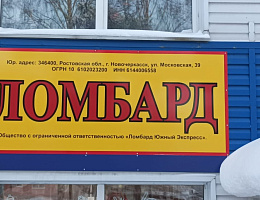 Юр. адрес: 346400, Ростовская обл., г. Новочеркасск, ул. Московская, 39
ОГРН 10 6102023200 ИНН 6144006558
ЛОМБАРД
Общество с ограниченной ответственностью «Ломбард Южный Экспресс».